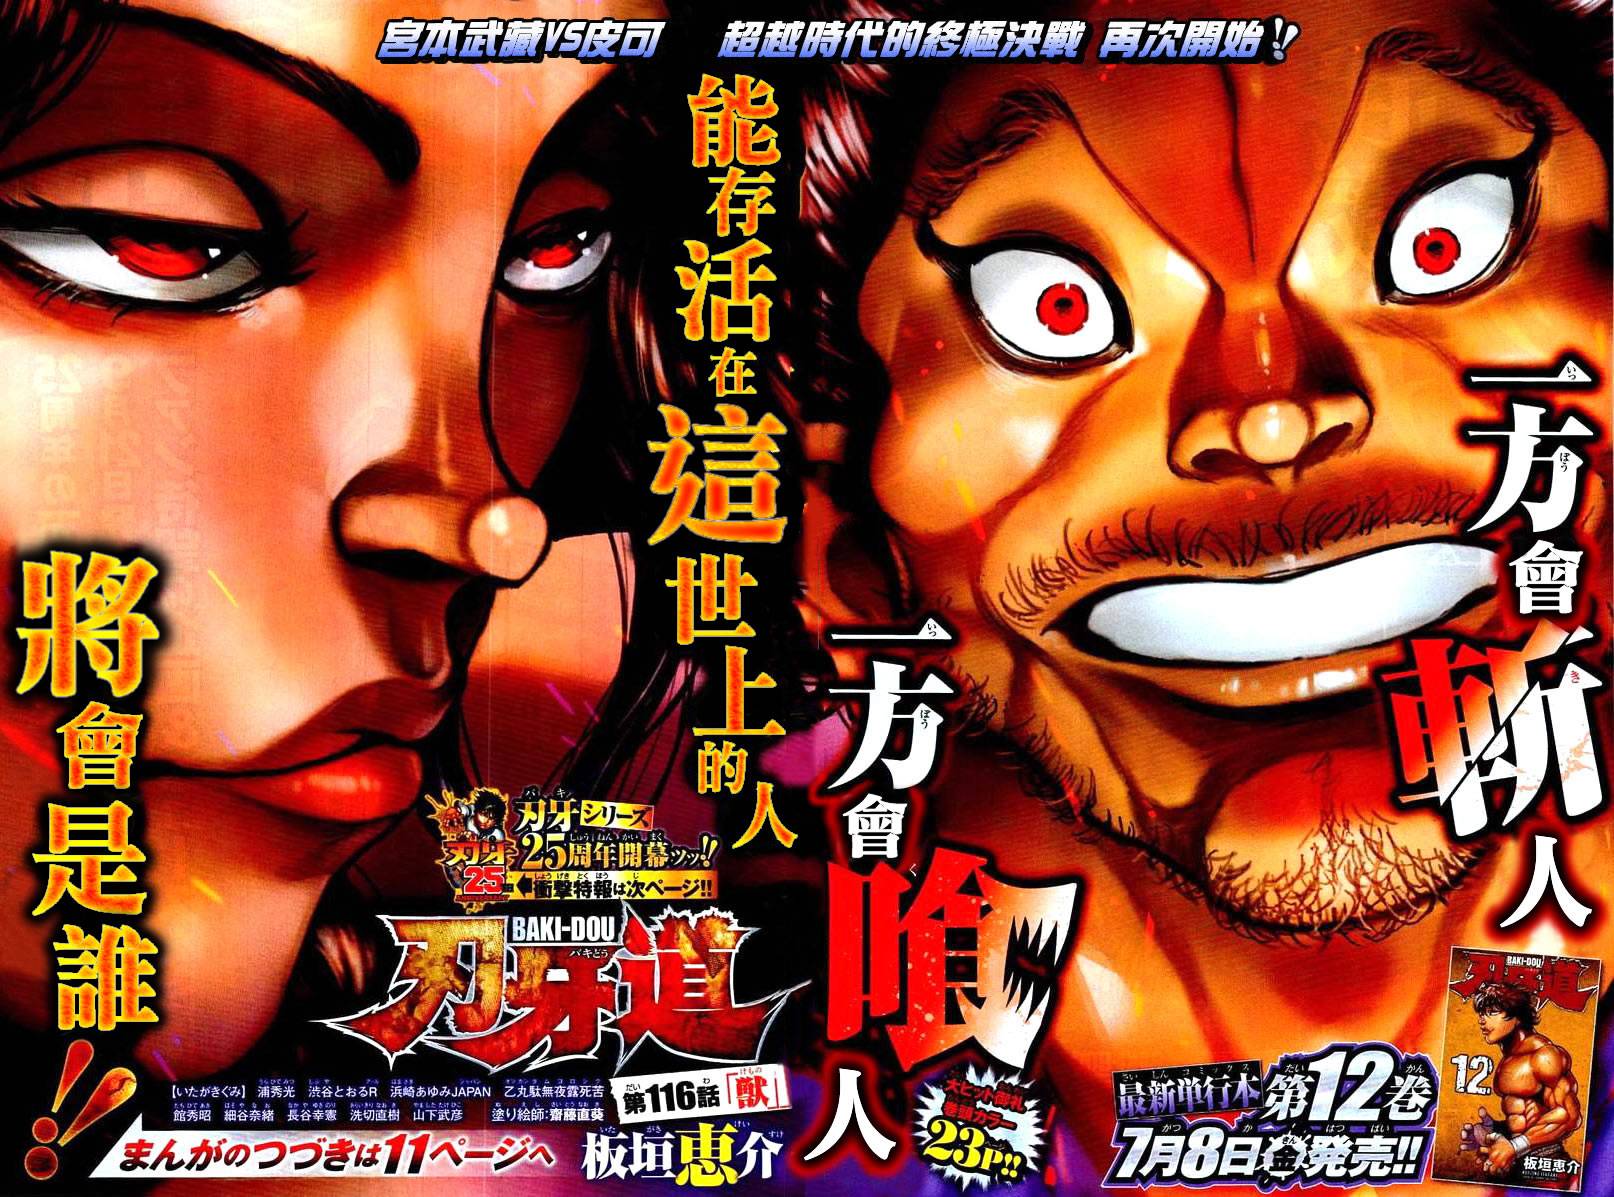 宮本武藏VS皮可　超越時代的終極決戰 再次開始!!
一方會斬人
一方會喰人
能存活在這世上的人
將會是誰!!
刃牙シリーズ
25周年開幕ッッ!!
衝撃特報は次ページ!!
刃牙
25周年
ANNIVERSARY
BAKI-DOU
刃牙道
バキどう
第116話「獣」
【いたがきぐみ】 浦秀光 渋谷とおるR 浜崎あゆみJAPAN 乙丸駄無夜露死苦
館秀昭 細谷奈緒 長谷幸憲 洗切直樹 山下武彦 塗り絵師:齋藤直葵
まんがのつづきは11ページへ
板垣恵介
大ヒット御礼
巻頭カラー
23P!!
最新単行本 第12巻
7月8日金発売!!
BAKI-DOU
刃牙道
12
板垣恵介